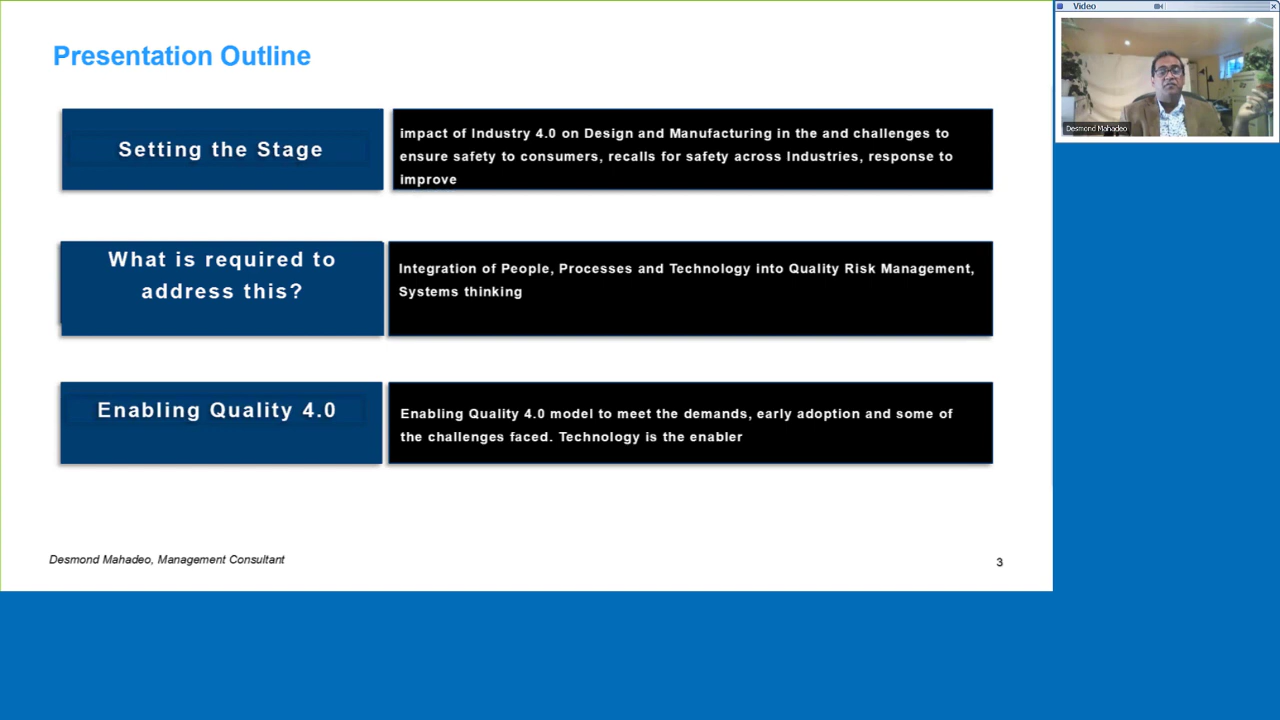 Video
Presentation Outline
Setting the Stage
impact of Industry 4.0 on Design and Manufacturing in the and challenges to
ensure safety to consumers, recalls for safety across Industries, response to
improve
Desmond Mahadeo
What is required to
address this?
Integration of People, Processes and Technology into Quality Risk Management,
Systems thinking
Enabling Quality 4.0
Enabling Quality 4.0 model to meet the demands, early adoption and some of
the challenges faced. Technology is the enabler
Desmond Mahadeo, Management Consultant
3